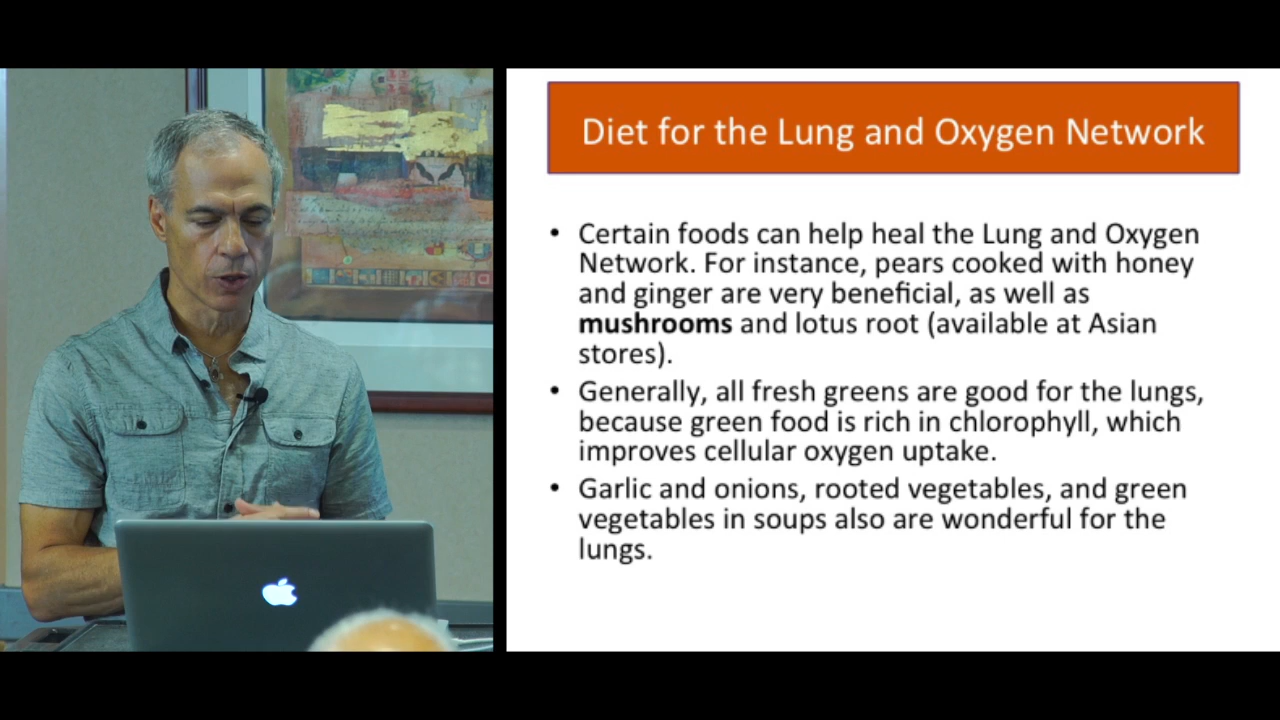 Diet for the Lung and Oxygen Network
• Certain foods can help heal the Lung and Oxygen
Network. For instance, pears cooked with honey
and ginger are very beneficial, as well as
mushrooms and lotus root (available at Asian
stores).
• Generally, all fresh greens are good for the lungs,
because green food is rich in chlorophyll, which
improves cellular oxygen uptake.
• Garlic and onions, rooted vegetables, and green
vegetables in soups also are wonderful for the
lungs.